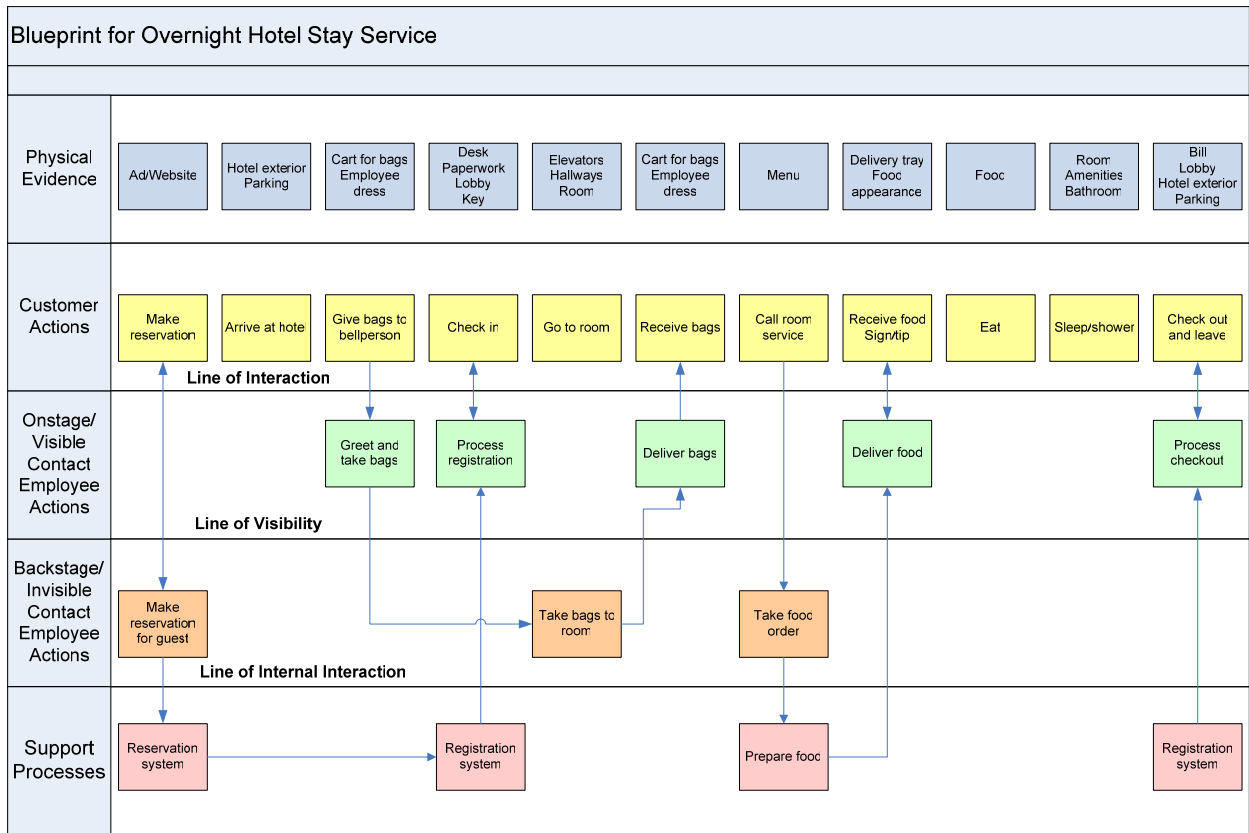 Blueprint for Overnight Hotel Stay Service
Physical
Evidence
Ad/Website
Hotel exterior
Parking
Cart for bags
Employee
dress
Desk
Paperwork
Lobby
Key
Elevators
Hallways
Room
Cart for bags
Employee
dress
Menu
Delivery tray
Food
appearance
Food
Room
Amenities
Bathroom
Bill
Lobby
Hotel exterior
Parking
Customer
Actions
Make
reservation
Arrive at hotel
Give bags to
bellperson
Check in
Go to room
Receive bags
Call room
service
Receive food
Sign/tip
Eat
Sleep/shower
Check out
and leave
Line of Interaction
Onstage/
Visible
Contact
Employee
Actions
Greet and
take bags
Process
registration
Deliver bags
Deliver food
Process
checkout
Line of Visibility
Backstage/
Invisible
Contact
Employee
Actions
Make
reservation
for guest
Take bags to
room
Take food
order
Line of Internal Interaction
Support
Processes
Reservation
system
Registration
system
Prepare food
Registration
system